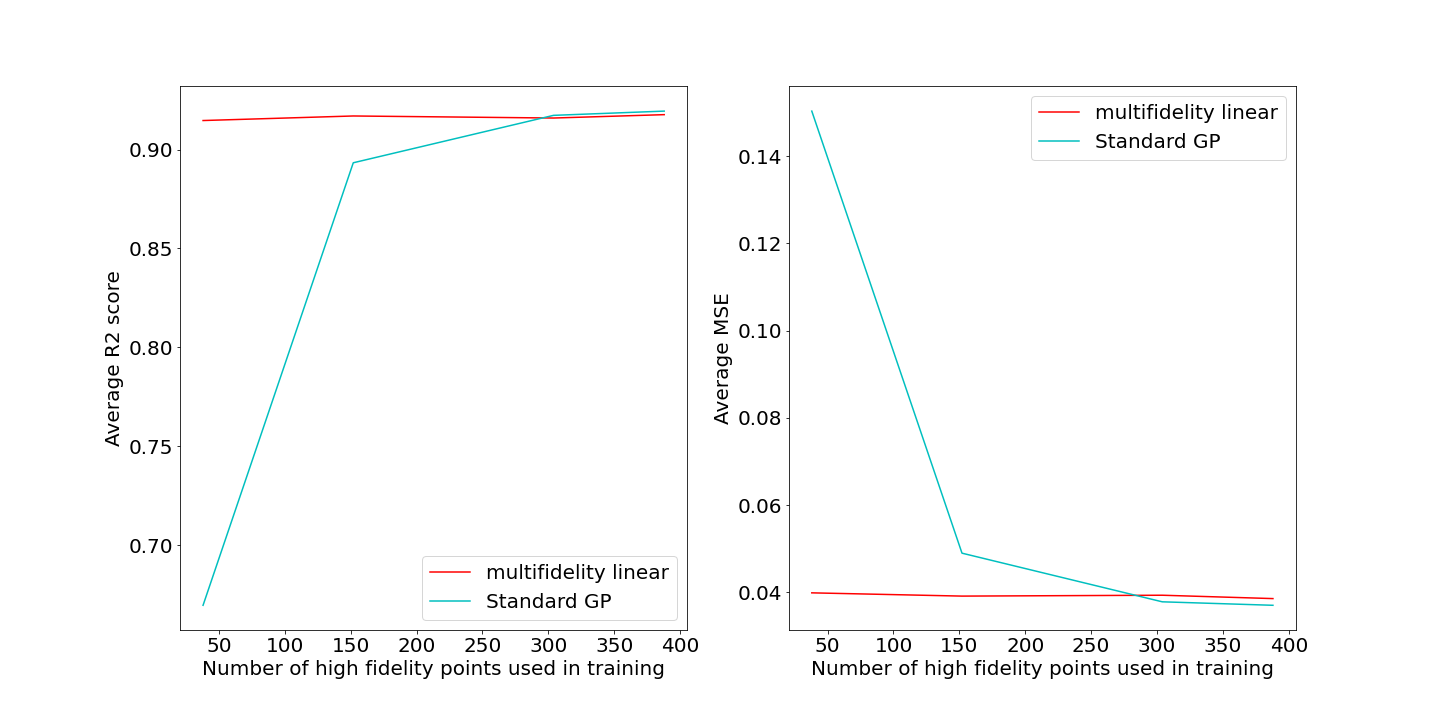 0.90
0.85
0.80
0.75
0.70
Average R2 score
multifidelity linear
Standard GP
50 100 150 200 250 300 350 400
Number of high fidelity points used in training
0.14
0.12
0.10
0.08
0.06
0.04
Average MSE
multifidelity linear
Standard GP
50 100 150 200 250 300 350 400
Number of high fidelity points used in training